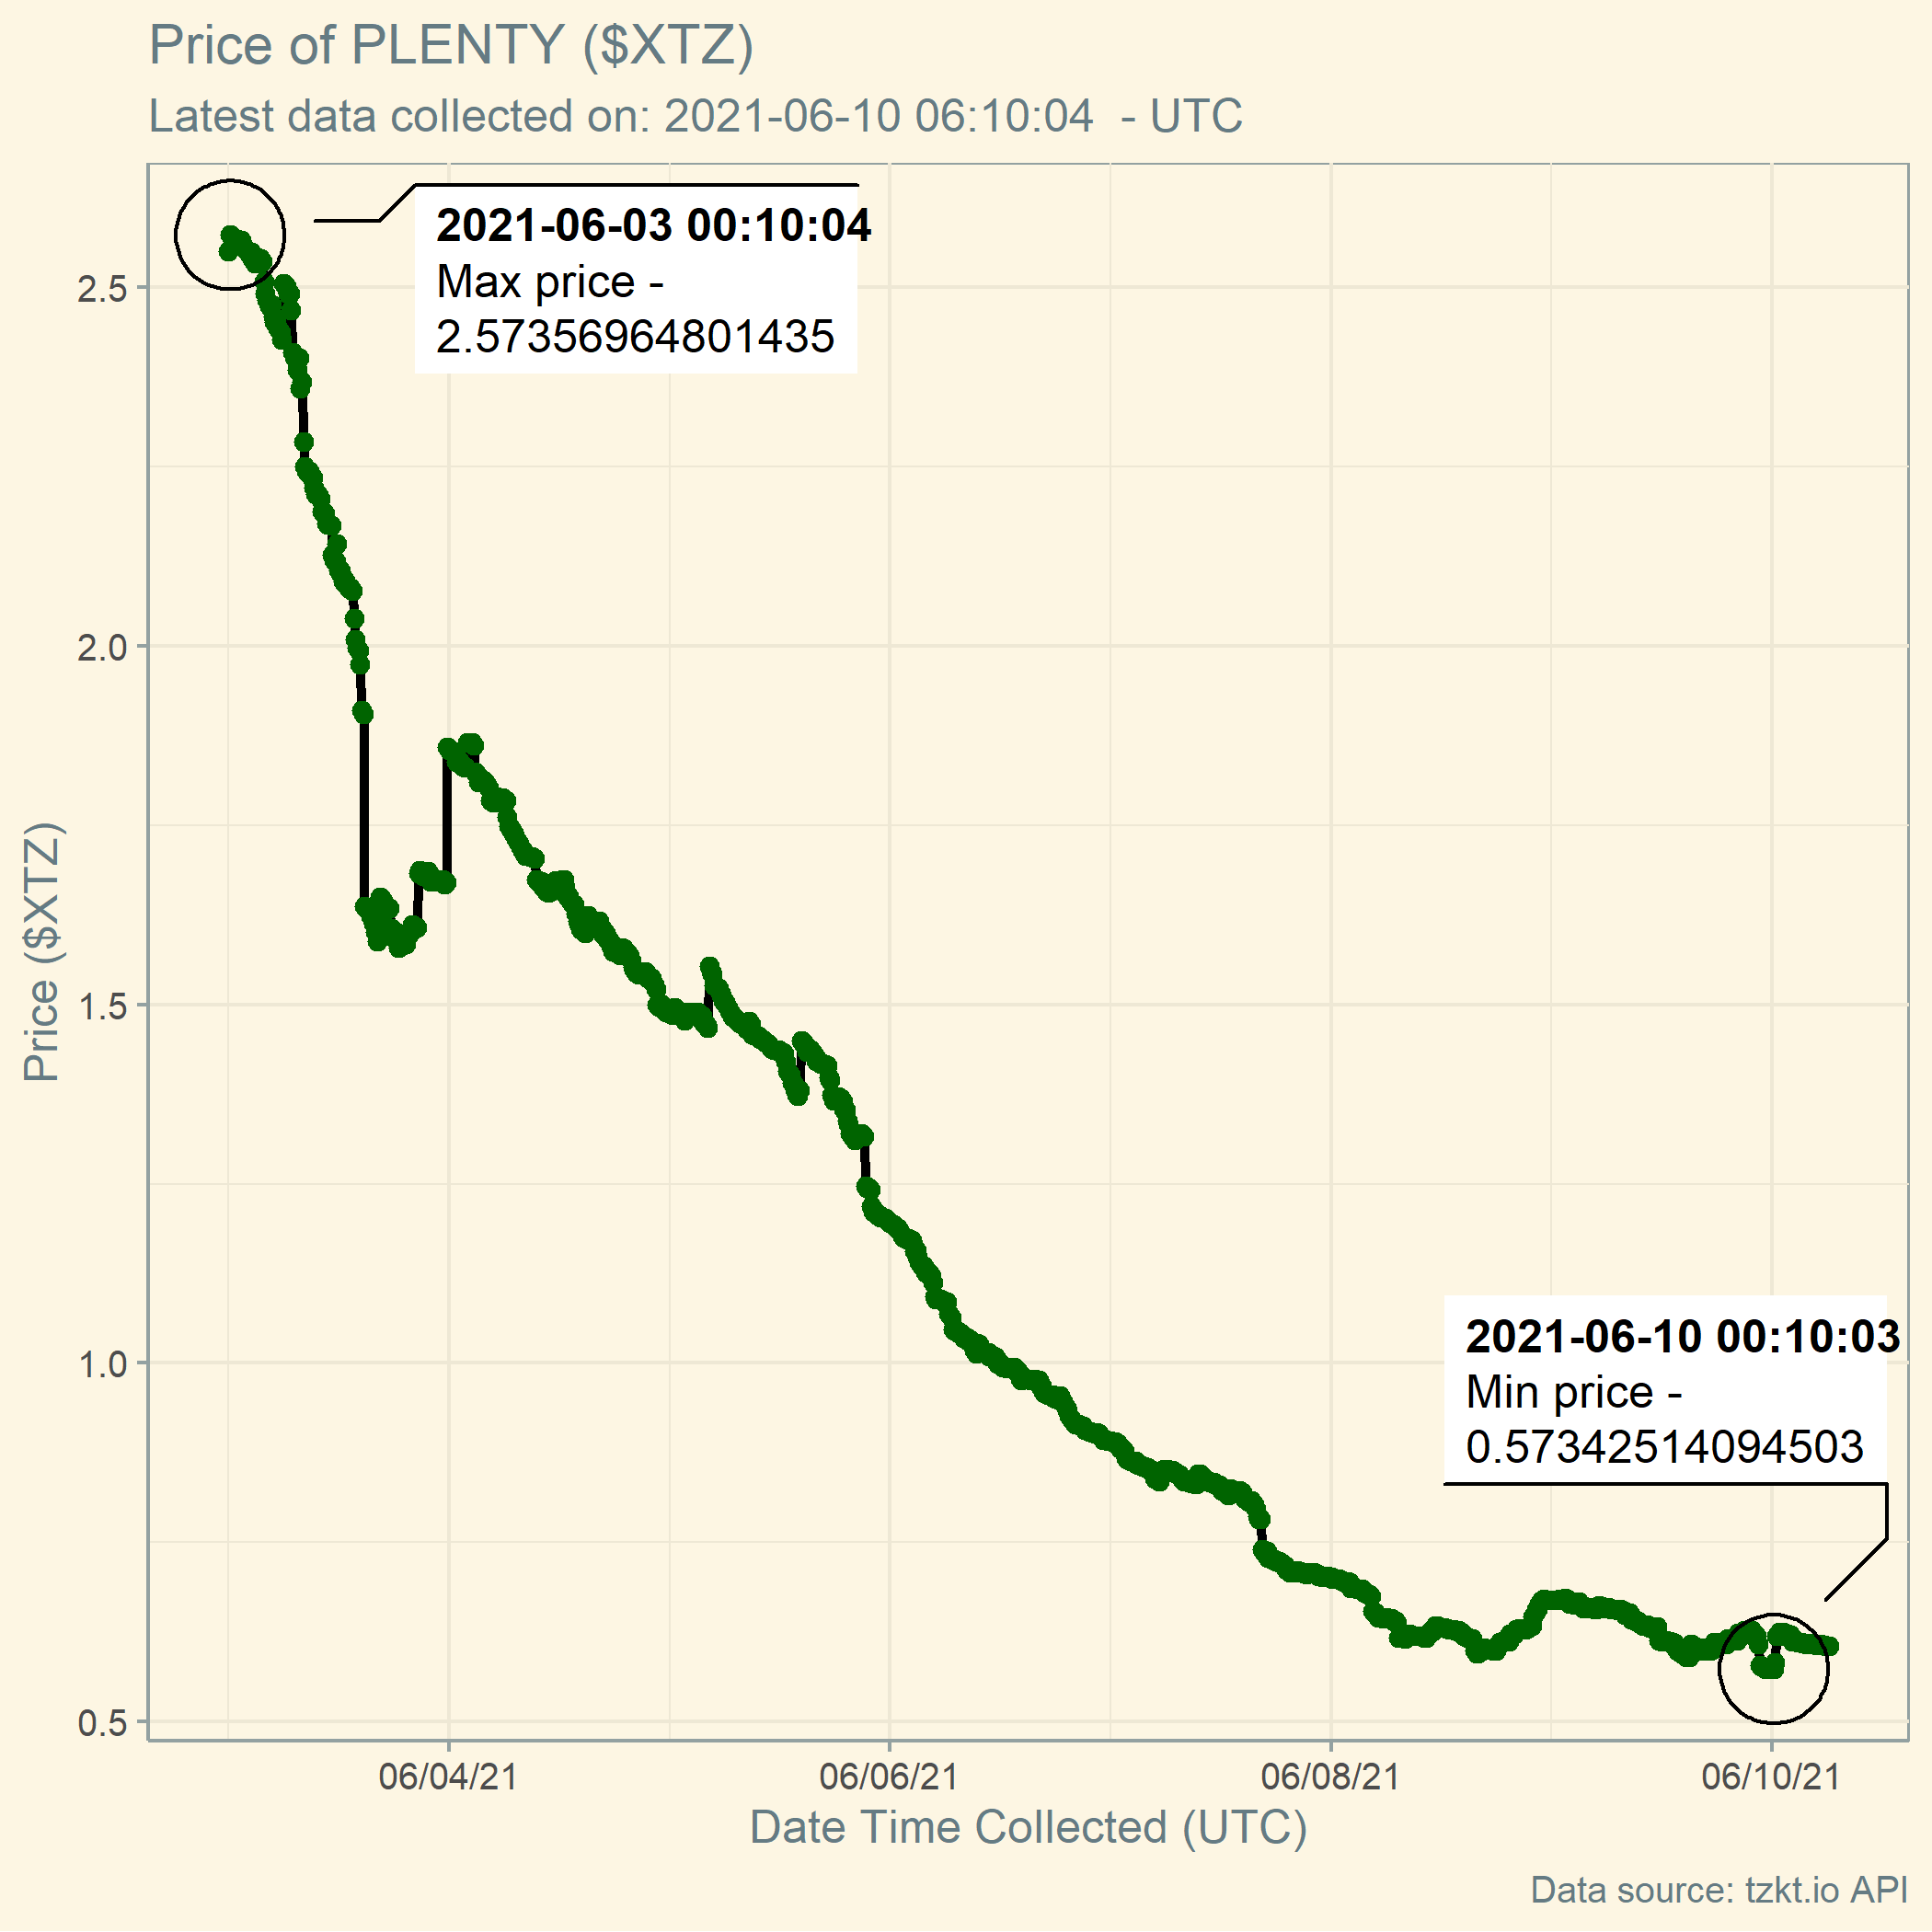 Price of PLENTY ($XTZ)
Latest data collected on: 2021-06-10 06:10:04  - UTC
2021-06-03 00:10:04
Max price -
2.57356964801435
2.5
2.0
1.5
1.0
0.5
Price ($XTZ)
2021-06-10 00:10:03
Min price -
0.57342514094503
06/04/21
06/06/21
06/08/21
06/10/21
Date Time Collected (UTC)
Data source: tzkt.io API